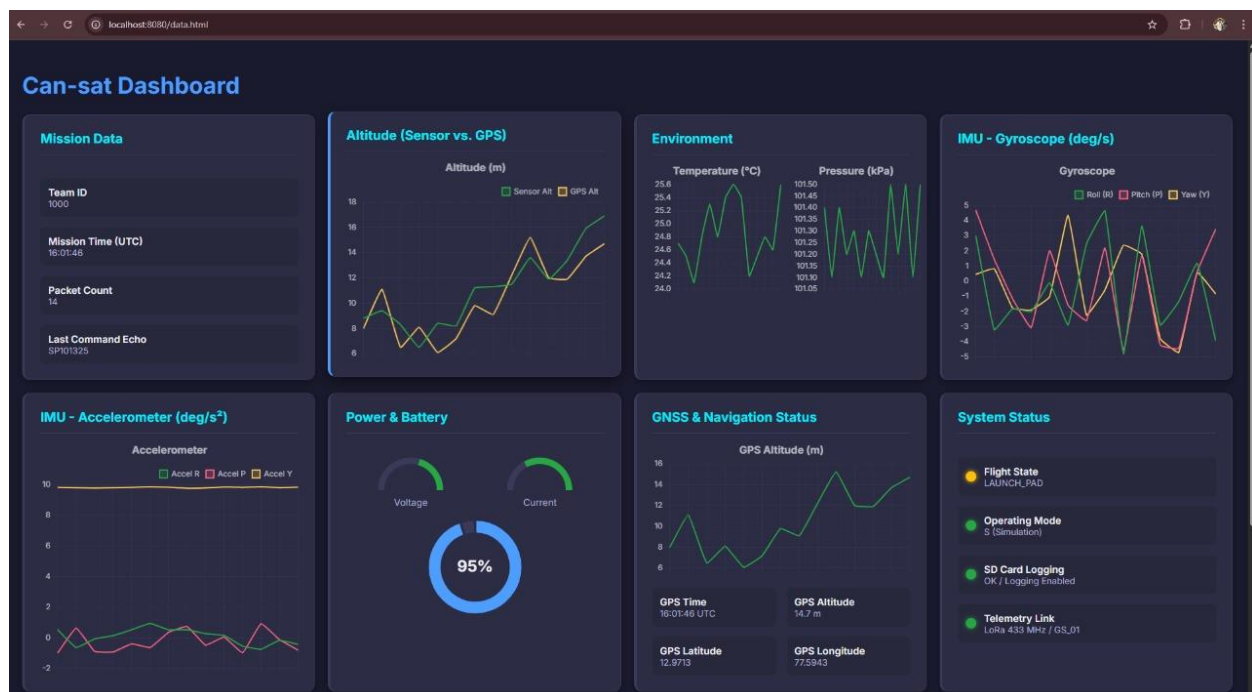 localhost:8080/data.html
Can-sat Dashboard
Mission Data
Team ID
1000
Mission Time (UTC)
16:01:46
Packet Count
14
Last Command Echo
SP101325
Altitude (Sensor vs. GPS)
Altitude (m)
Sensor Alt GPS Alt
18
16
14
12
10
8
6
Environment
Temperature (°C)
25.6
25.4
25.2
25.0
24.8
24.6
24.4
24.2
24.0
Pressure (kPa)
101.50
101.45
101.40
101.35
101.30
101.25
101.20
101.15
101.10
101.05
IMU - Gyroscope (deg/s)
Gyroscope
Roll (R) Pitch (P) Yaw (Y)
5
4
3
2
1
0
-1
-2
-3
-4
-5
IMU - Accelerometer (deg/s²)
Accelerometer
Accel R Accel P Accel Y
10
8
6
4
2
0
-2
Power & Battery
Voltage
Current
95%
GNSS & Navigation Status
GPS Altitude (m)
16
14
12
10
8
6
GPS Time
16:01:46 UTC
GPS Altitude
14.7 m
GPS Latitude
12.9713
GPS Longitude
77.5943
System Status
Flight State
LAUNCH_PAD
Operating Mode
S (Simulation)
SD Card Logging
OK / Logging Enabled
Telemetry Link
LoRa 433 MHz / GS_01